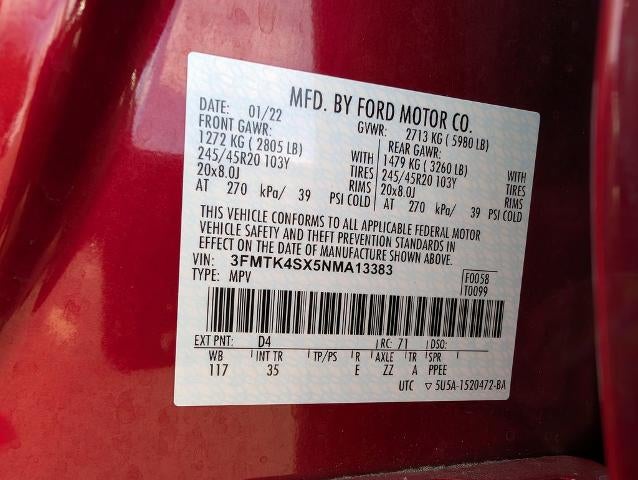 MFD. BY FORD MOTOR CO.
DATE: 01/22 GVWR: 2713 KG ( 5980 LB)
FRONT GAWR: REAR GAWR:
1272 KG ( 2805 LB) WITH 1479 KG ( 3260 LB) WITH
245/45R20 103Y TIRES 245/45R20 103Y TIRES
20x8.0J RIMS 20x8.0J RIMS
AT 270 kPa/ 39 PSI COLD AT 270 kPa/ 39 PSI COLD
THIS VEHICLE CONFORMS TO ALL APPLICABLE FEDERAL MOTOR
VEHICLE SAFETY AND THEFT PREVENTION STANDARDS IN
EFFECT ON THE DATE OF MANUFACTURE SHOWN ABOVE.
VIN: 3FMTK4SX5NMA13383 F0058
TYPE: MPV T0099
EXT PNT: D4 RC: 71 DSO:
WB INT TR TP/PS R AXLE TR SPR
117 35 E ZZ A PPEE
UTC ▽ 5U5A-1520472-BA